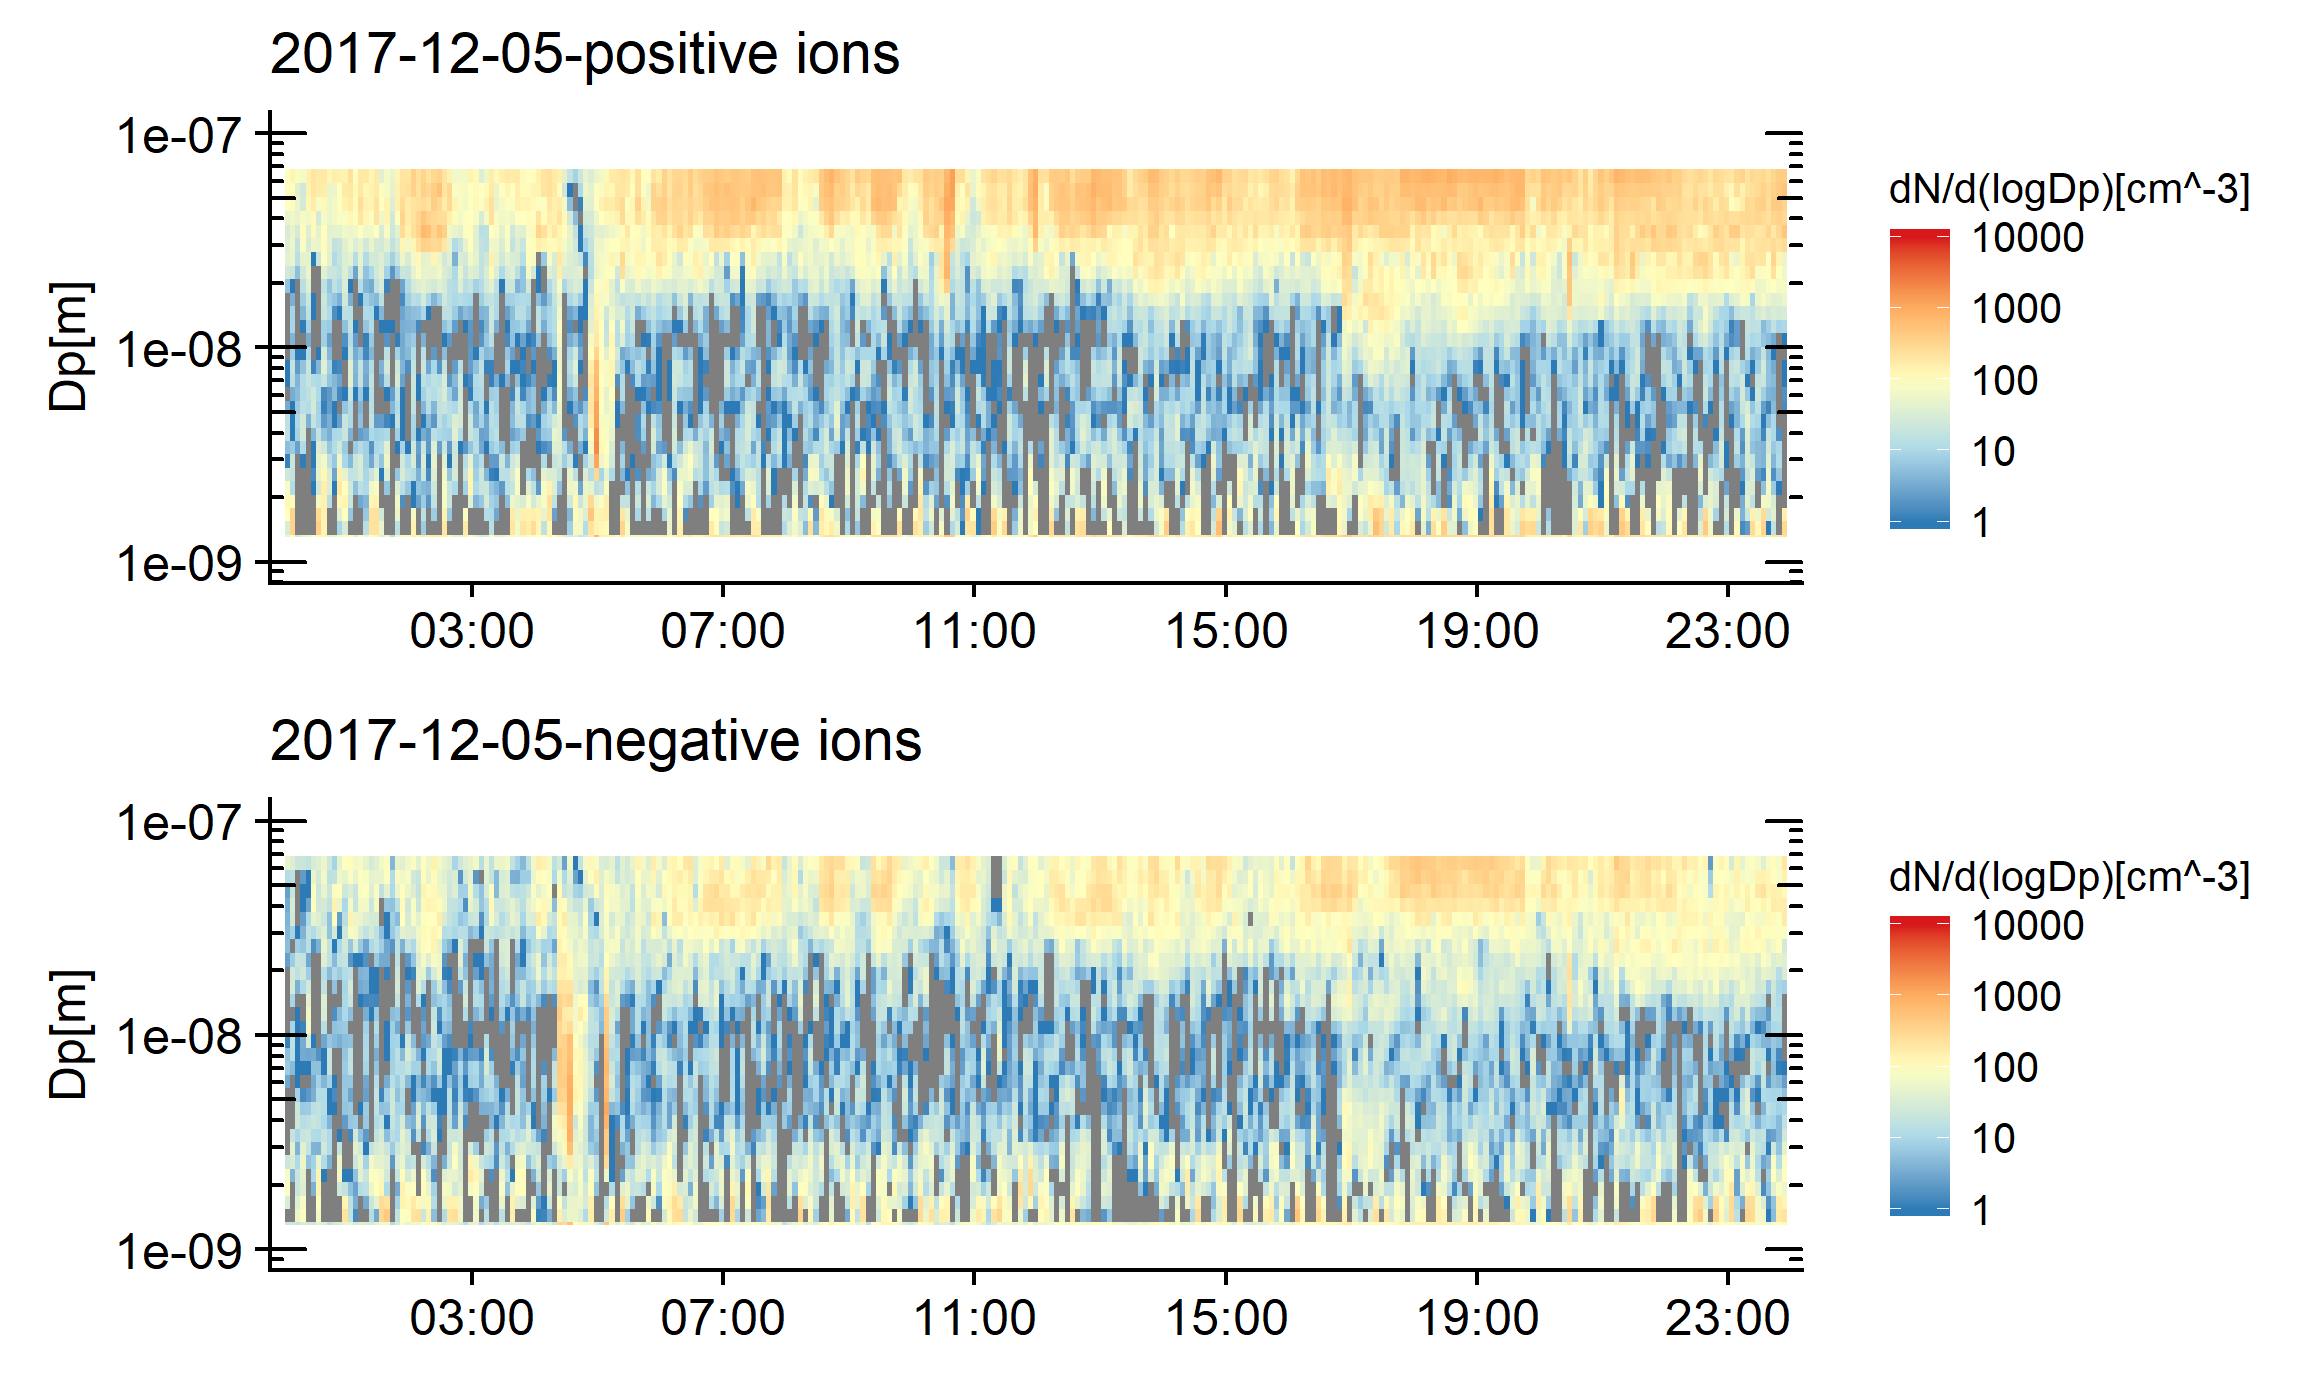 2017-12-05-positive ions
1e-07
1e-08
1e-09
Dp[m]
03:00 07:00 11:00 15:00 19:00 23:00
dN/d(logDp)[cm^-3]
10000
1000
100
10
1
2017-12-05-negative ions
1e-07
1e-08
1e-09
Dp[m]
03:00 07:00 11:00 15:00 19:00 23:00
dN/d(logDp)[cm^-3]
10000
1000
100
10
1